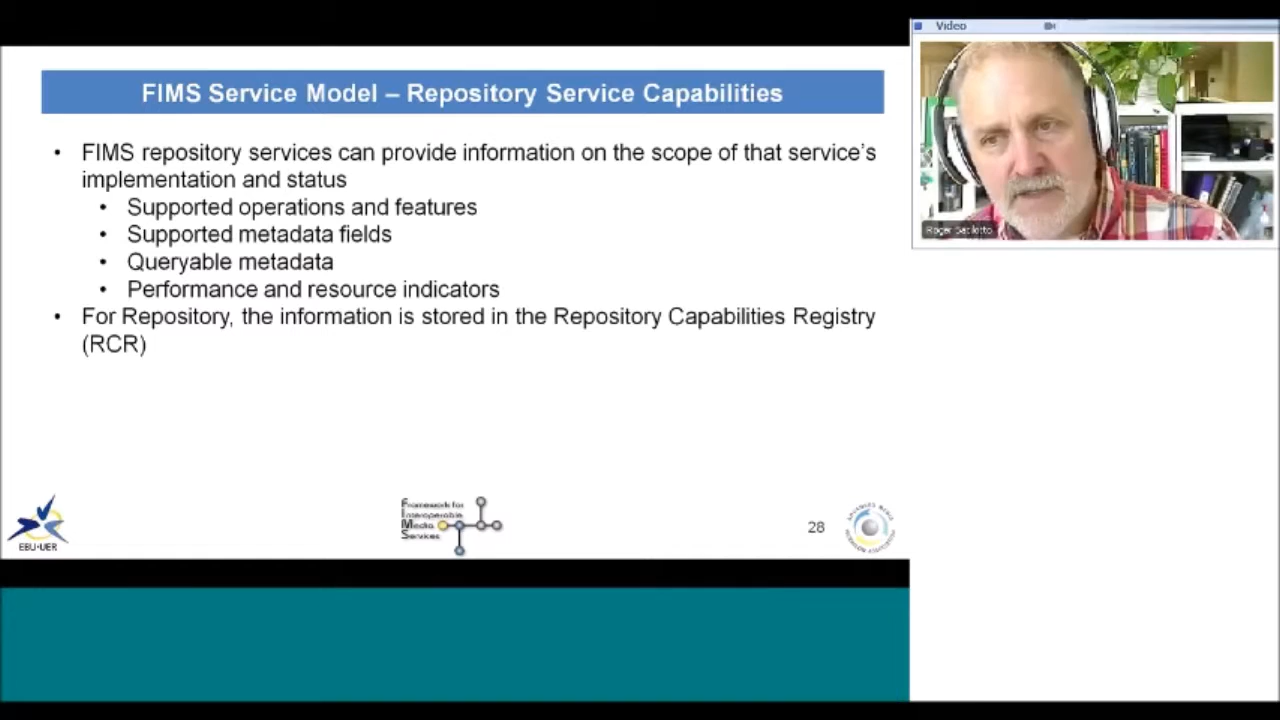 FIMS Service Model – Repository Service Capabilities
• FIMS repository services can provide information on the scope of that service's
implementation and status
• Supported operations and features
• Supported metadata fields
• Queryable metadata
• Performance and resource indicators
• For Repository, the information is stored in the Repository Capabilities Registry
(RCR)
EBU·UER
Framework for
Interoperable
Media
Services
28
Video
Roger